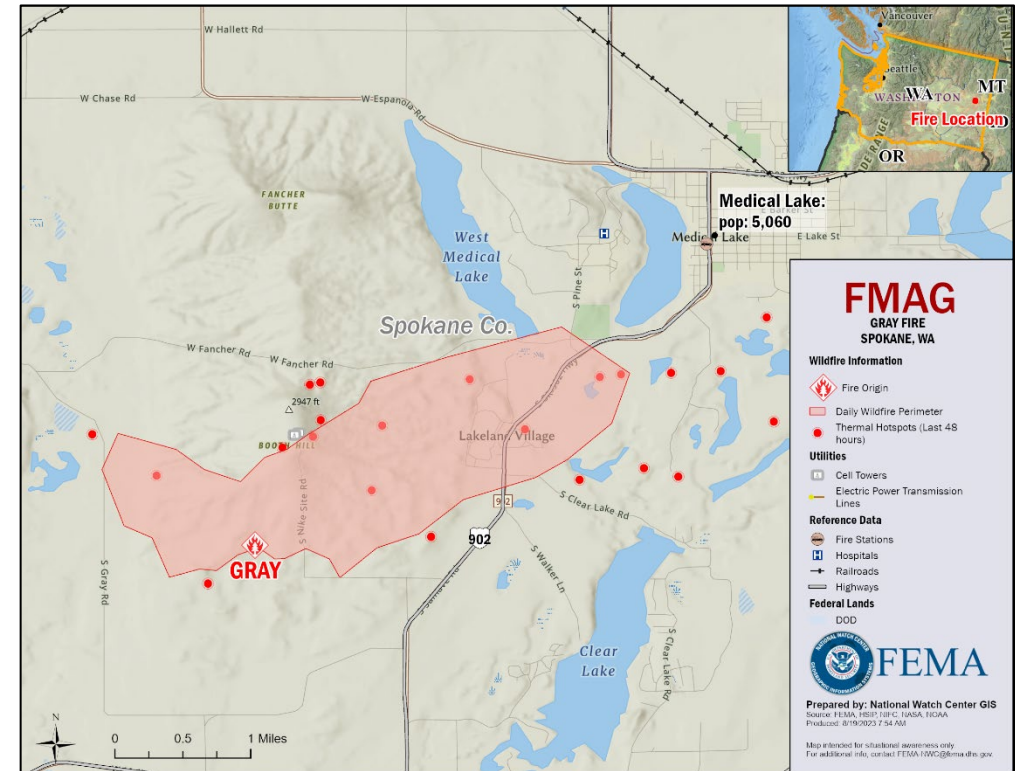 W Hallett Rd
W Chase Rd
W Espanola Rd
FANCHER
BUTTE
West
Medical
Lake
H
Medical Lake:
pop: 5,060
E Barker St
Medical Lake
E Lake St
S Pine St
Spokane Co.
W Fancher Rd
W Fancher Rd
2947 ft
BOOTH HILL
Lakeland Village
S Nike Site Rd
S Gray Rd
GRAY
902
902
S Clear Lake Rd
S Walker Ln
Clear
Lake
S Clear Lake Rd
N
0 0.5 1 Miles
Vancouver
Seattle
WA
WASHINGTON
MT
Fire Location
OR
FMAG
GRAY FIRE
SPOKANE, WA
Wildfire Information
Fire Origin
Daily Wildfire Perimeter
Thermal Hotspots (Last 48
hours)
Utilities
Cell Towers
Electric Power Transmission
Lines
Reference Data
Fire Stations
H Hospitals
Railroads
Highways
Federal Lands
DOD
FEMA
Prepared by: National Watch Center GIS
Source: FEMA, HSIP, NIFC, NASA, NOAA
Produced: 8/19/2023 7:54 AM
Map intended for situational awareness only
For additional info, contact FEMA-NWC@fema.dhs.gov